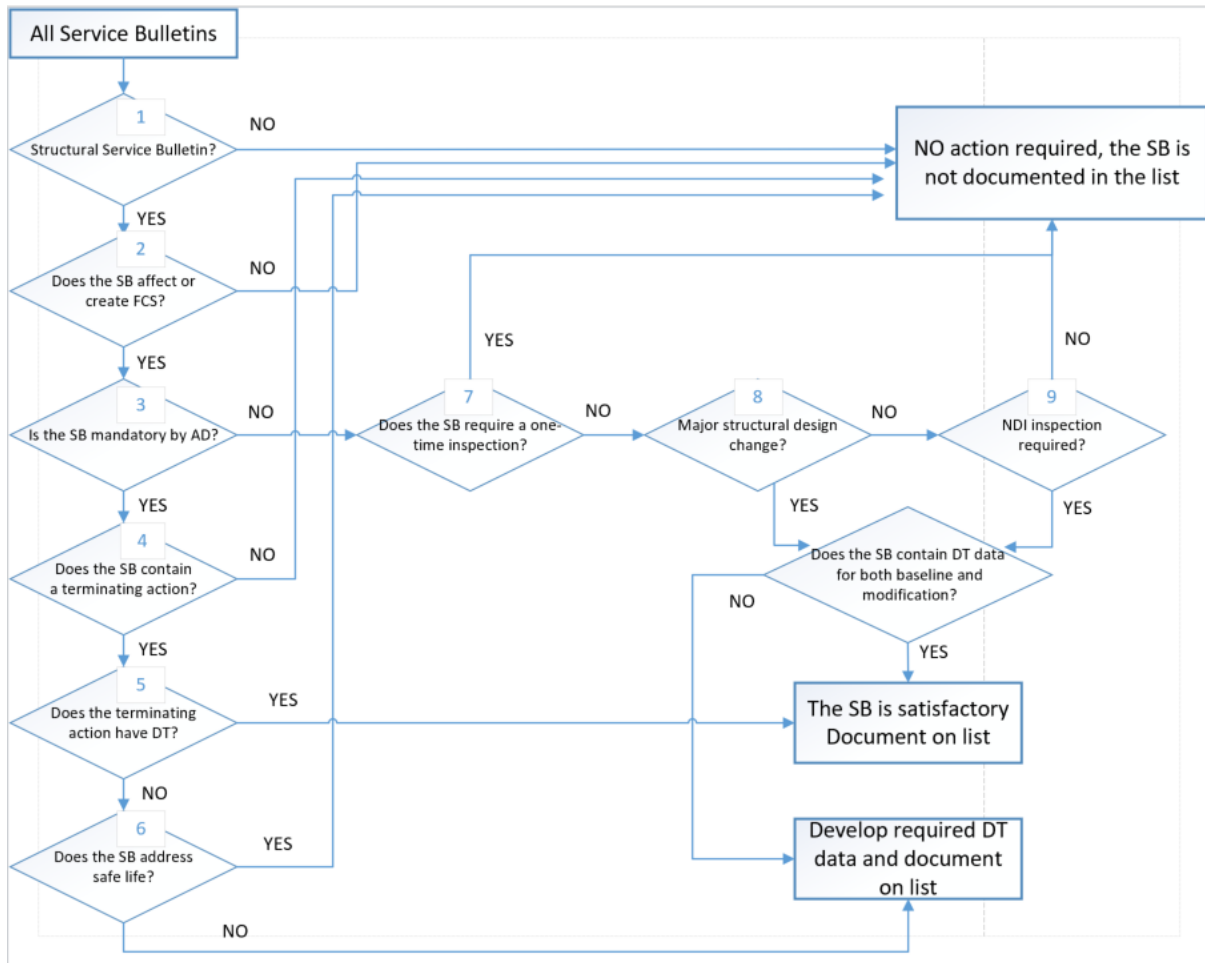 All Service Bulletins
1
Structural Service Bulletin?
NO
YES
NO action required, the SB is
not documented in the list
2
Does the SB affect or
create FCS?
NO
YES
3
Is the SB mandatory by AD?
NO
YES
7
Does the SB require a one-
time inspection?
YES
NO
8
Major structural design
change?
NO
YES
9
NDI inspection
required?
NO
YES
4
Does the SB contain
a terminating action?
NO
YES
Does the SB contain DT data
for both baseline and
modification?
NO
YES
5
Does the terminating
action have DT?
YES
NO
The SB is satisfactory
Document on list
6
Does the SB address
safe life?
YES
NO
Develop required DT
data and document
on list